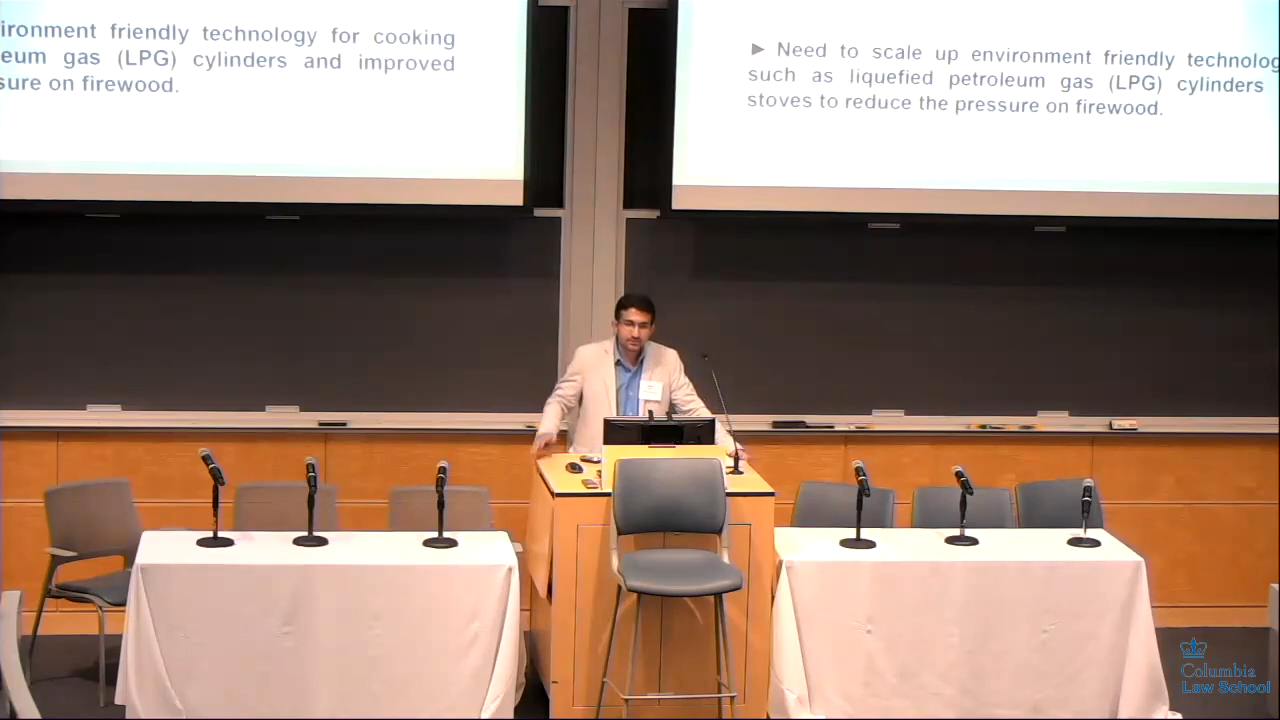 ironment friendly technology for cooking
eum gas (LPG) cylinders and improved
sure on firewood.
► Need to scale up environment friendly technolog
such as liquefied petroleum gas (LPG) cylinders
stoves to reduce the pressure on firewood.
Columbia
Law School